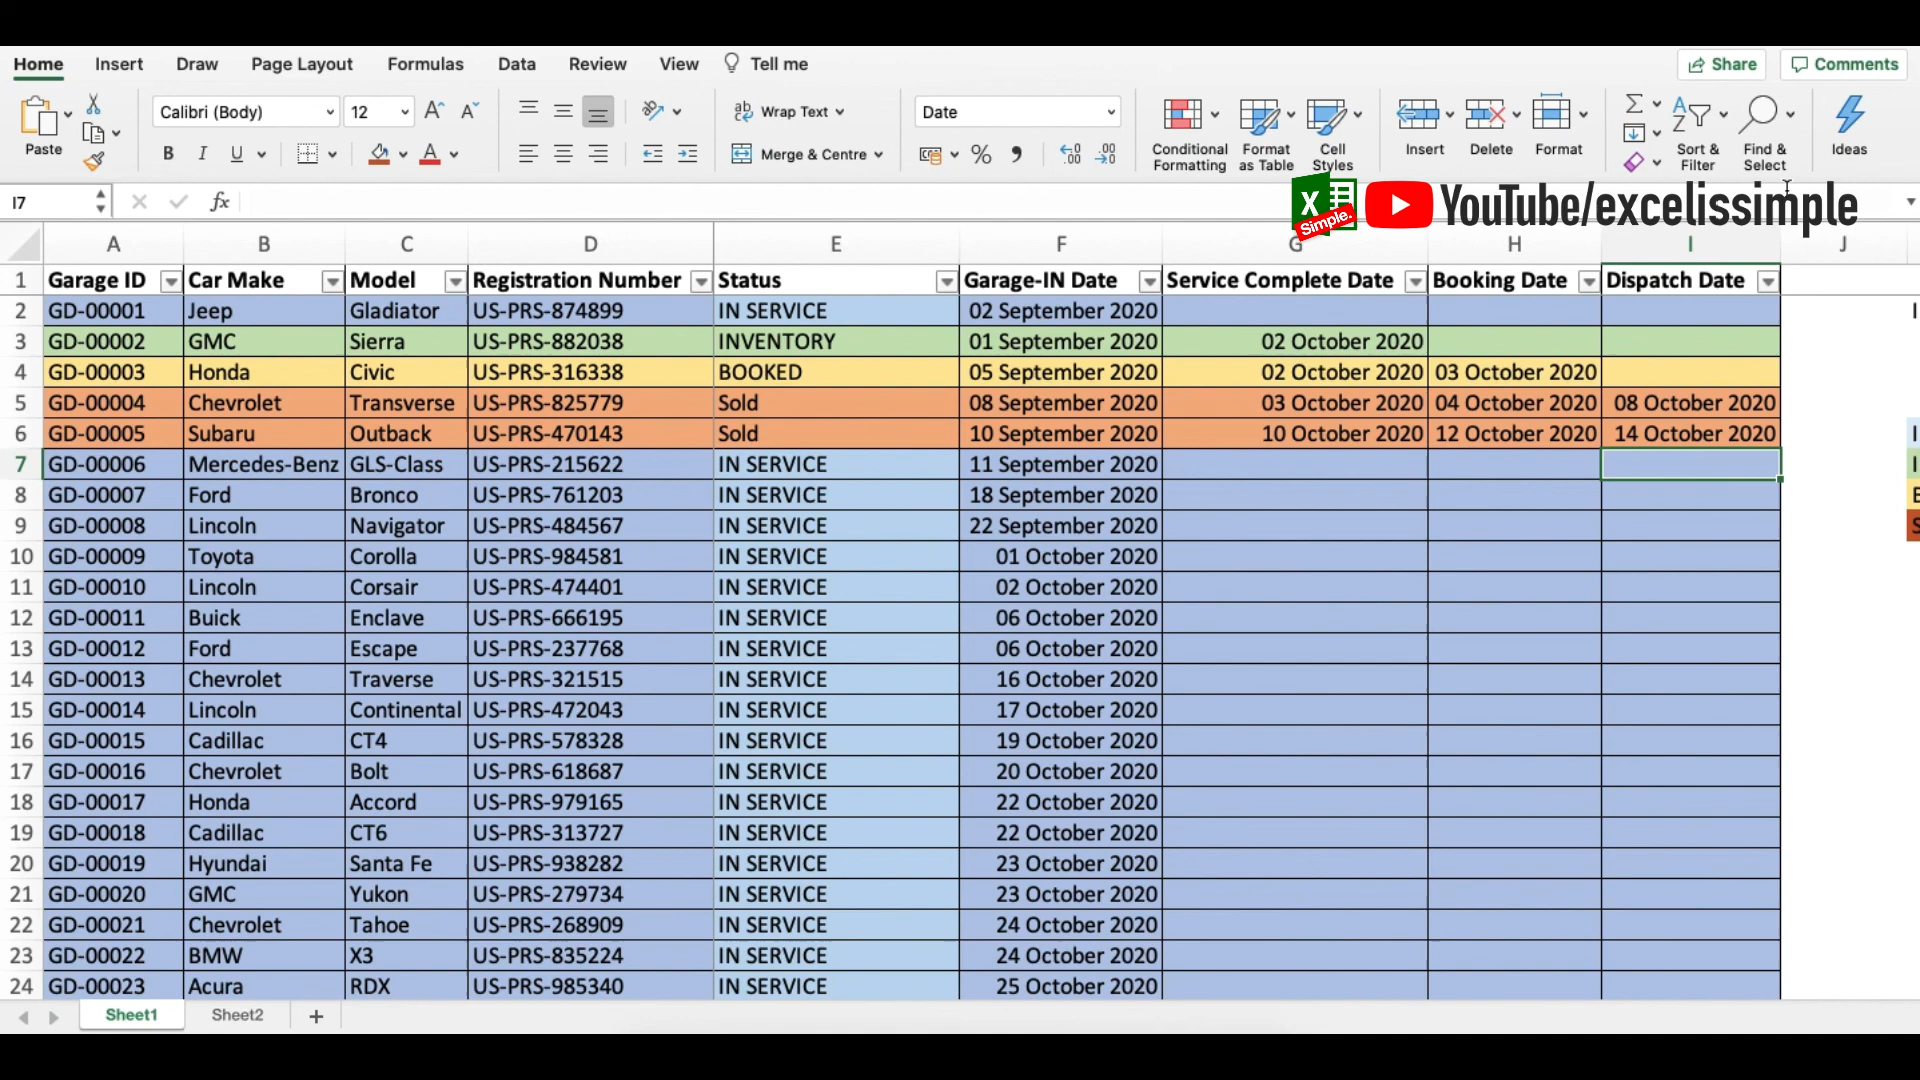 Home Insert Draw Page Layout Formulas Data Review View Tell me Share Comments
Paste Calibri (Body) 12 Wrap Text Merge & Centre Date Conditional Formatting Format as Table Cell Styles Insert Delete Format Sort & Filter Find & Select Ideas
I7 fx
X Simple. YouTube/excelissimple
A B C D E F G H I J
1 Garage ID Car Make Model Registration Number Status Garage-IN Date Service Complete Date Booking Date Dispatch Date
2 GD-00001 Jeep Gladiator US-PRS-874899 IN SERVICE 02 September 2020
3 GD-00002 GMC Sierra US-PRS-882038 INVENTORY 01 September 2020 02 October 2020
4 GD-00003 Honda Civic US-PRS-316338 BOOKED 05 September 2020 02 October 2020 03 October 2020
5 GD-00004 Chevrolet Transverse US-PRS-825779 Sold 08 September 2020 03 October 2020 04 October 2020 08 October 2020
6 GD-00005 Subaru Outback US-PRS-470143 Sold 10 September 2020 10 October 2020 12 October 2020 14 October 2020
7 GD-00006 Mercedes-Benz GLS-Class US-PRS-215622 IN SERVICE 11 September 2020
8 GD-00007 Ford Bronco US-PRS-761203 IN SERVICE 18 September 2020
9 GD-00008 Lincoln Navigator US-PRS-484567 IN SERVICE 22 September 2020
10 GD-00009 Toyota Corolla US-PRS-984581 IN SERVICE 01 October 2020
11 GD-00010 Lincoln Corsair US-PRS-474401 IN SERVICE 02 October 2020
12 GD-00011 Buick Enclave US-PRS-666195 IN SERVICE 06 October 2020
13 GD-00012 Ford Escape US-PRS-237768 IN SERVICE 06 October 2020
14 GD-00013 Chevrolet Traverse US-PRS-321515 IN SERVICE 16 October 2020
15 GD-00014 Lincoln Continental US-PRS-472043 IN SERVICE 17 October 2020
16 GD-00015 Cadillac CT4 US-PRS-578328 IN SERVICE 19 October 2020
17 GD-00016 Chevrolet Bolt US-PRS-618687 IN SERVICE 20 October 2020
18 GD-00017 Honda Accord US-PRS-979165 IN SERVICE 22 October 2020
19 GD-00018 Cadillac CT6 US-PRS-313727 IN SERVICE 22 October 2020
20 GD-00019 Hyundai Santa Fe US-PRS-938282 IN SERVICE 23 October 2020
21 GD-00020 GMC Yukon US-PRS-279734 IN SERVICE 23 October 2020
22 GD-00021 Chevrolet Tahoe US-PRS-268909 IN SERVICE 24 October 2020
23 GD-00022 BMW X3 US-PRS-835224 IN SERVICE 24 October 2020
24 GD-00023 Acura RDX US-PRS-985340 IN SERVICE 25 October 2020
Sheet1 Sheet2